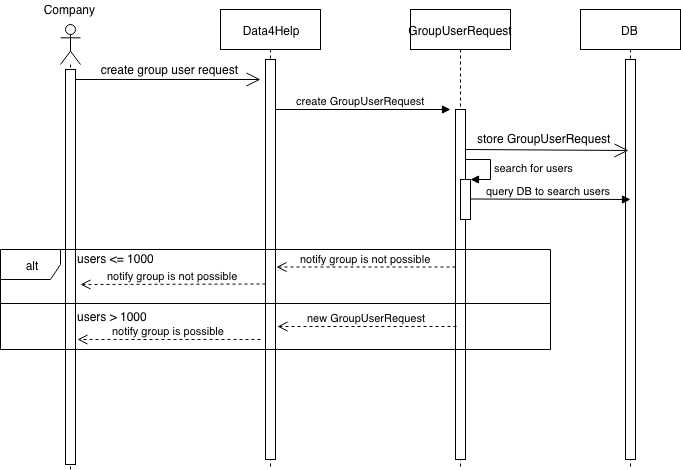 Company
Data4Help
GroupUserRequest
DB
create group user request
create GroupUserRequest
store GroupUserRequest
search for users
query DB to search users
alt
users <= 1000
notify group is not possible
notify group is not possible
users > 1000
new GroupUserRequest
notify group is possible